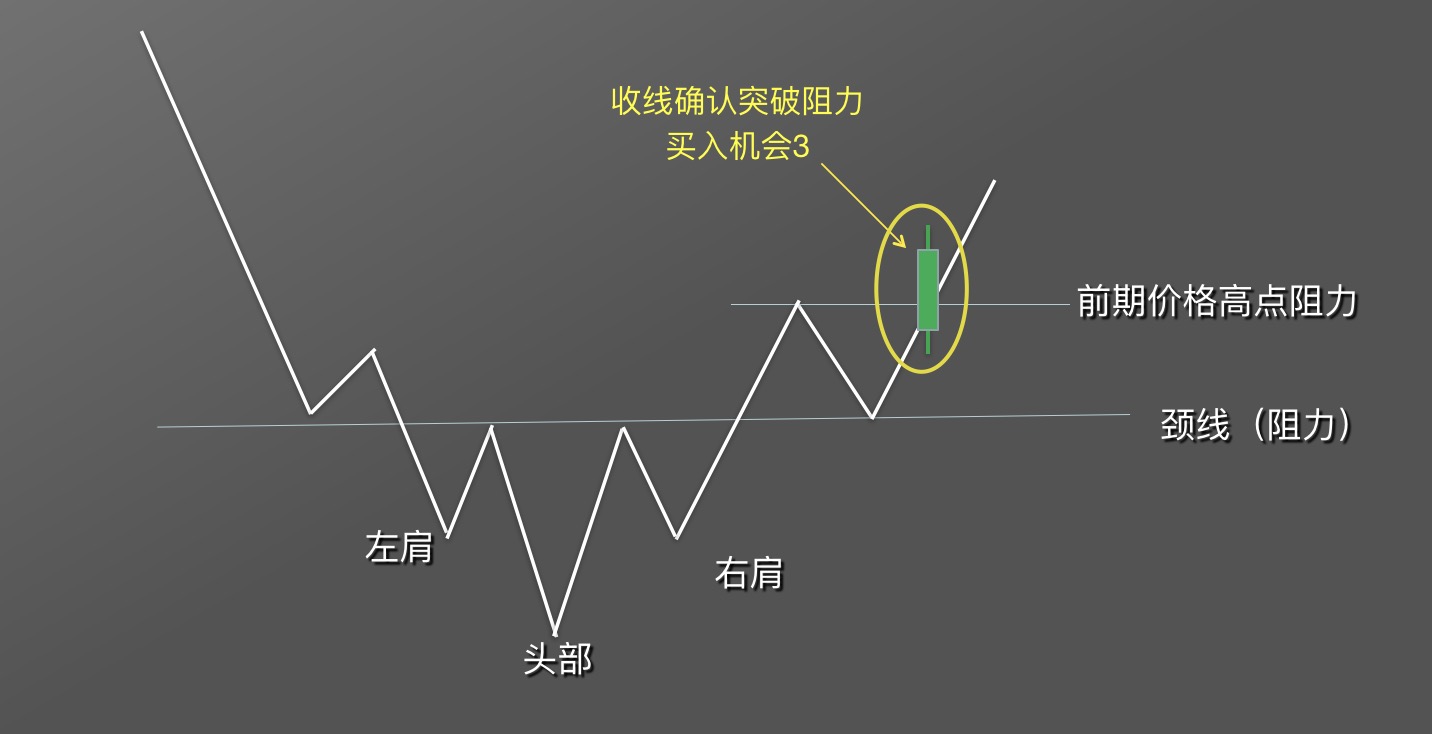 收线确认突破阻力
买入机会3
前期价格高点阻力
颈线（阻力）
左肩
右肩
头部